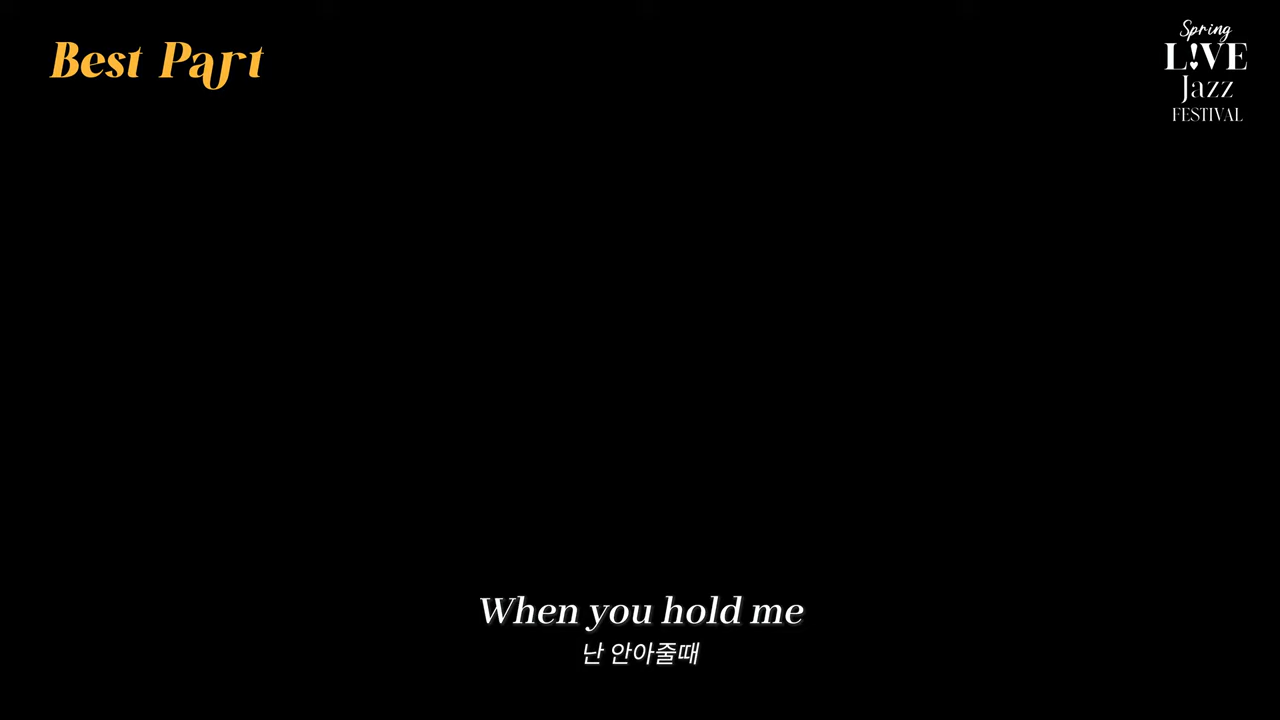 Best Part
Spring
L!VE
Jazz
FESTIVAL
When you hold me
난 안아줄때